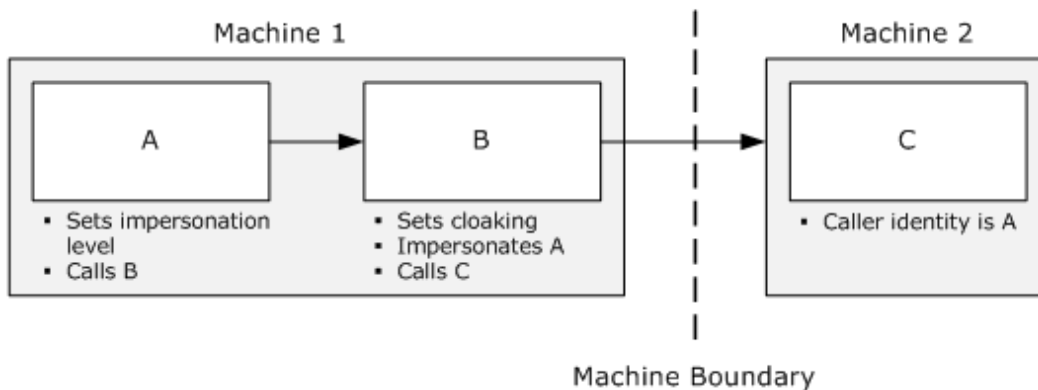 Machine 1
Machine 2
A
B
C
▪ Sets impersonation
level
▪ Calls B
▪ Sets cloaking
▪ Impersonates A
▪ Calls C
▪ Caller identity is A
Machine Boundary